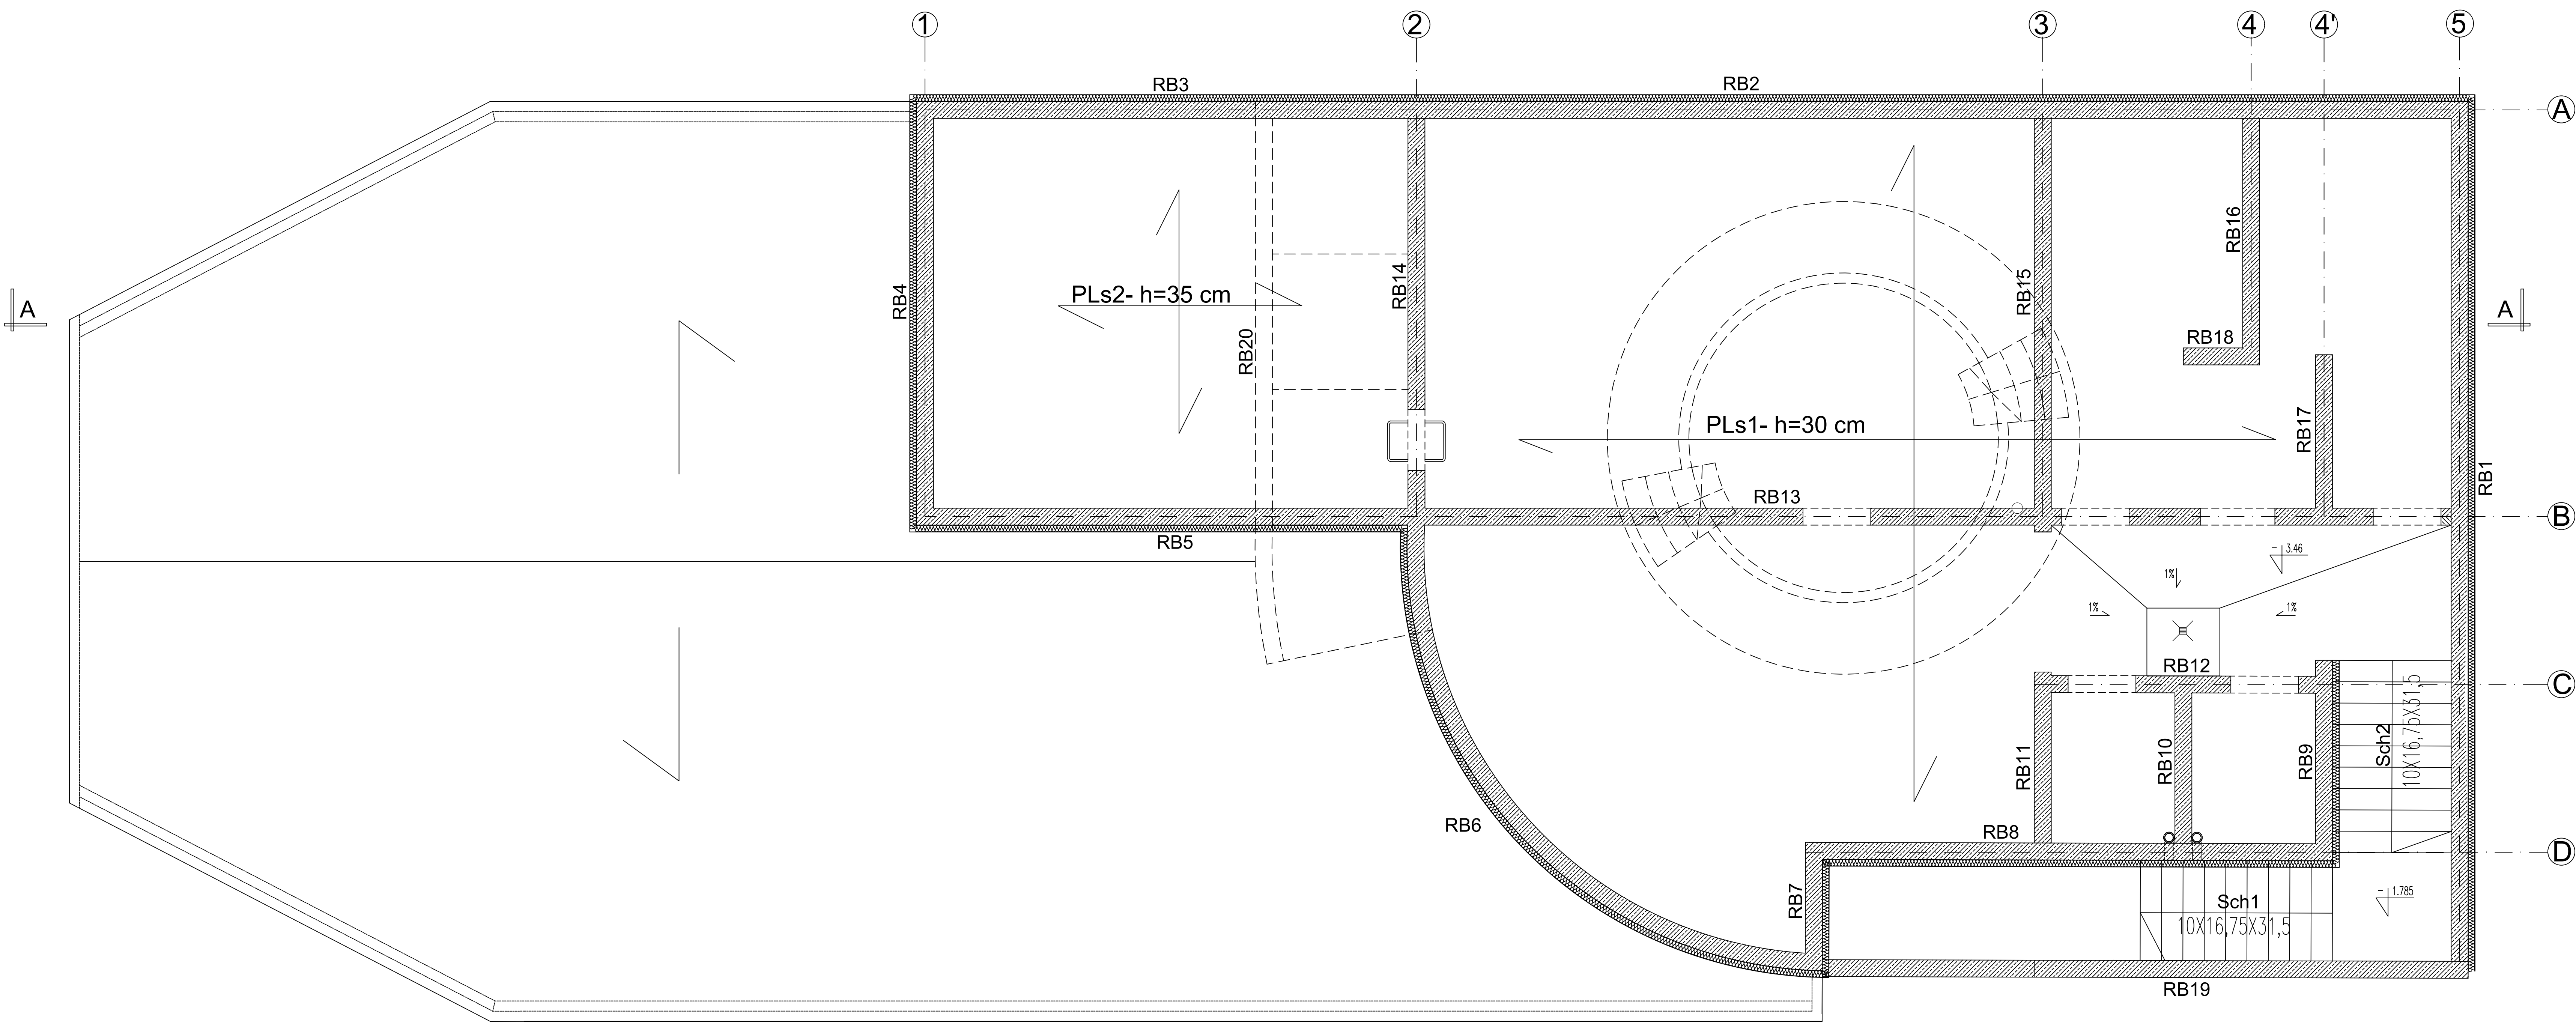 1
2
3
4
4'
5
RB3
RB2
A
RB16
RB15
RB14
RB4
PLs2- h=35 cm
A
A
RB18
RB20
PLs1- h=30 cm
RB17
RB1
RB13
B
RB5
- 3.46
1%
1%
1%
RB12
C
Sch2
10X16,75X31,5
RB11
RB10
RB9
RB6
RB8
D
RB7
Sch1
10X16,75X31,5
- 1.785
RB19